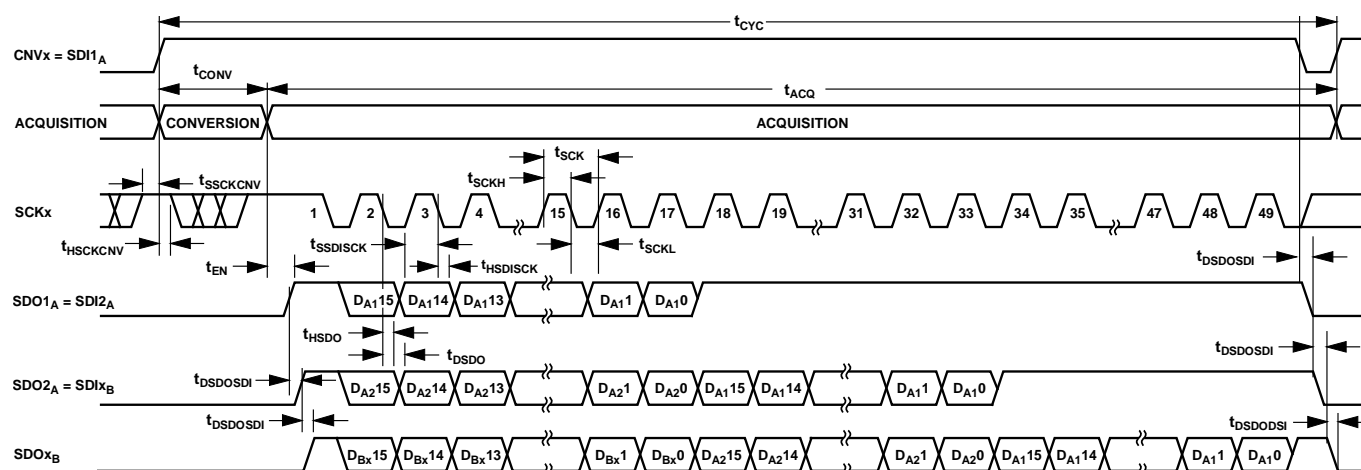 tCYC
CNVx = SDI1A
tCONV
tACQ
ACQUISITION CONVERSION ACQUISITION
tSCK
tSSCKCNV tSCKH
SCKx 1 2 3 4 15 16 17 18 19 31 32 33 34 35 47 48 49
tHSCKCNV tSSDISCK tSCKL
tEN tHSDISCK tDSDOSDI
SDO1A = SDI2A DA115 DA114 DA113 DA11 DA10
tHSDO
tDSDO tDSDOSDI
tDSDOSDI
SDO2A = SDIxB DA215 DA214 DA213 DA21 DA20 DA115 DA114 DA11 DA10
tDSDOSDI tDSDODSI
SDOxB DBx15 DBx14 DBx13 DBx1 DBx0 DA215 DA214 DA21 DA20 DA115 DA114 DA11 DA10